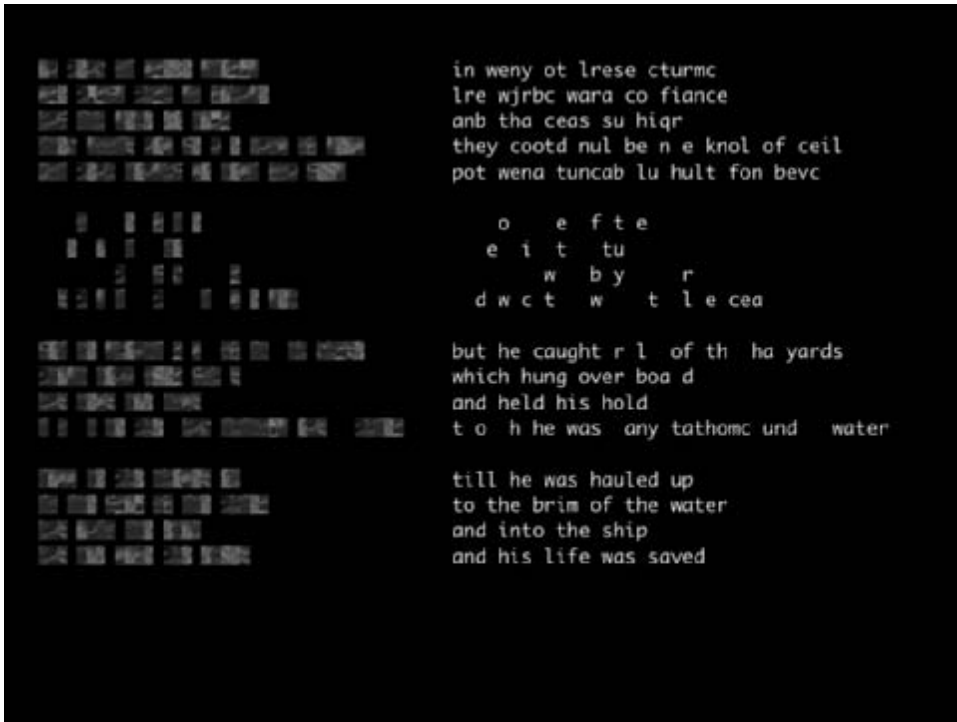 in weny ot lrese cturmc
lre wjrbc wara co fiance
anb tha ceas su hiqr
they cootd nul be n e knol of ceil
pot wena tuncab lu hult fon bevc
o e f t e
e i t tu
w b y r
d w c t w t l e cea
but he caught r l of th ha yards
which hung over boa d
and held his hold
t o h he was any tathomc und water
till he was hauled up
to the brim of the water
and into the ship
and his life was saved